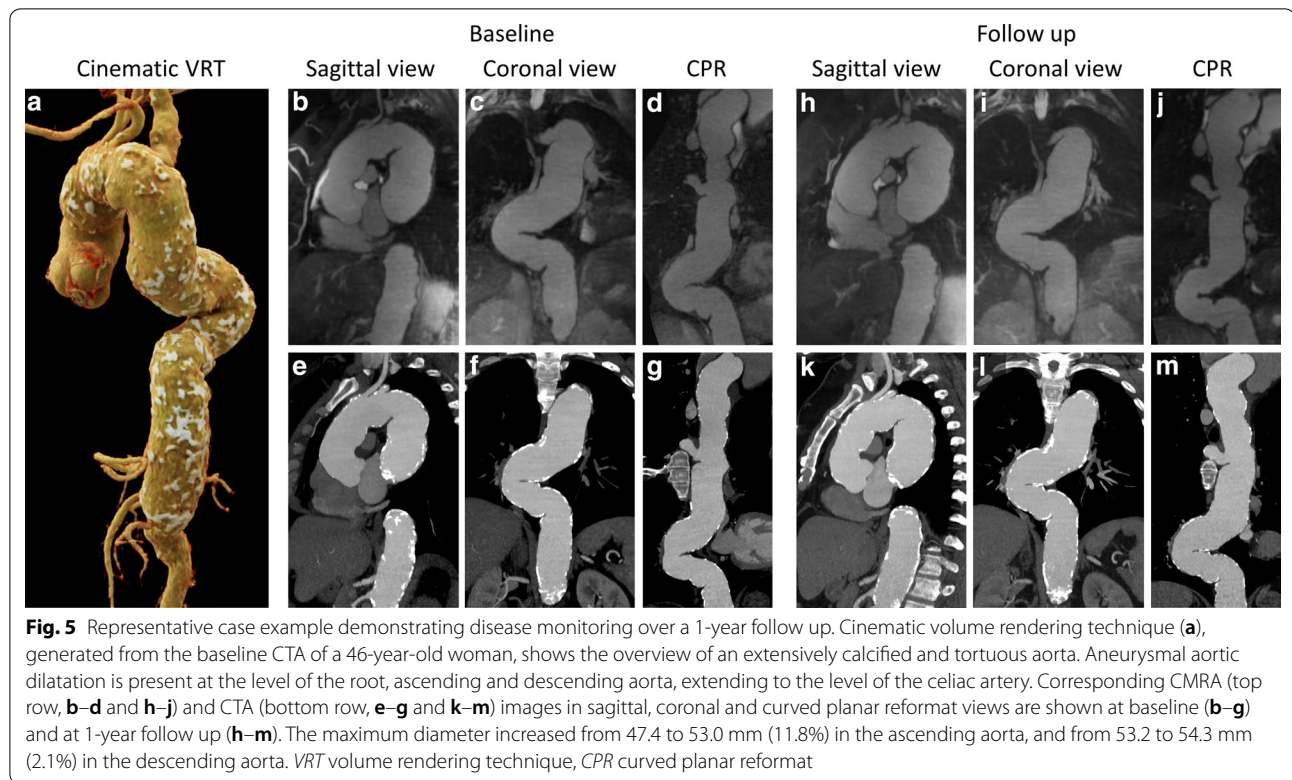 Baseline
Follow up
Cinematic VRT
Sagittal view
Coronal view
CPR
Sagittal view
Coronal view
CPR
a
b
c
d
h
i
j
e
f
g
k
l
m
Fig. 5 Representative case example demonstrating disease monitoring over a 1-year follow up. Cinematic volume rendering technique (a),
generated from the baseline CTA of a 46-year-old woman, shows the overview of an extensively calcified and tortuous aorta. Aneurysmal aortic
dilatation is present at the level of the root, ascending and descending aorta, extending to the level of the celiac artery. Corresponding CMRA (top
row, b–d and h–j) and CTA (bottom row, e–g and k–m) images in sagittal, coronal and curved planar reformat views are shown at baseline (b–g)
and at 1-year follow up (h–m). The maximum diameter increased from 47.4 to 53.0 mm (11.8%) in the ascending aorta, and from 53.2 to 54.3 mm
(2.1%) in the descending aorta. VRT volume rendering technique, CPR curved planar reformat